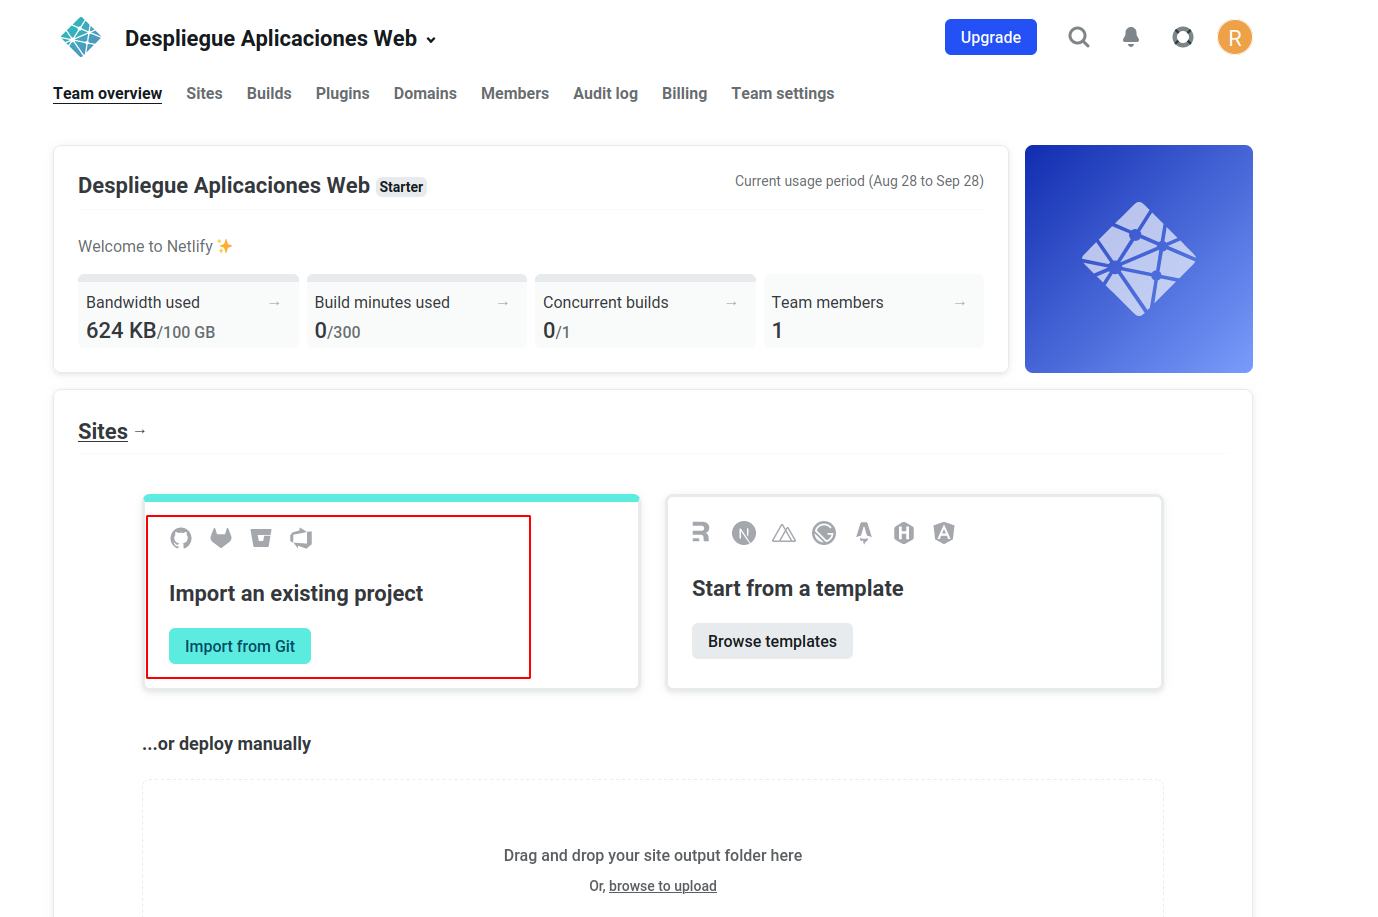 Despliegue Aplicaciones Web
Upgrade
R
Team overview Sites Builds Plugins Domains Members Audit log Billing Team settings
Despliegue Aplicaciones Web Starter
Current usage period (Aug 28 to Sep 28)
Welcome to Netlify ✨
Bandwidth used →
624 KB/100 GB
Build minutes used →
0/300
Concurrent builds →
0/1
Team members →
1
Sites →
Import an existing project
Import from Git
Start from a template
Browse templates
...or deploy manually
Drag and drop your site output folder here
Or, browse to upload